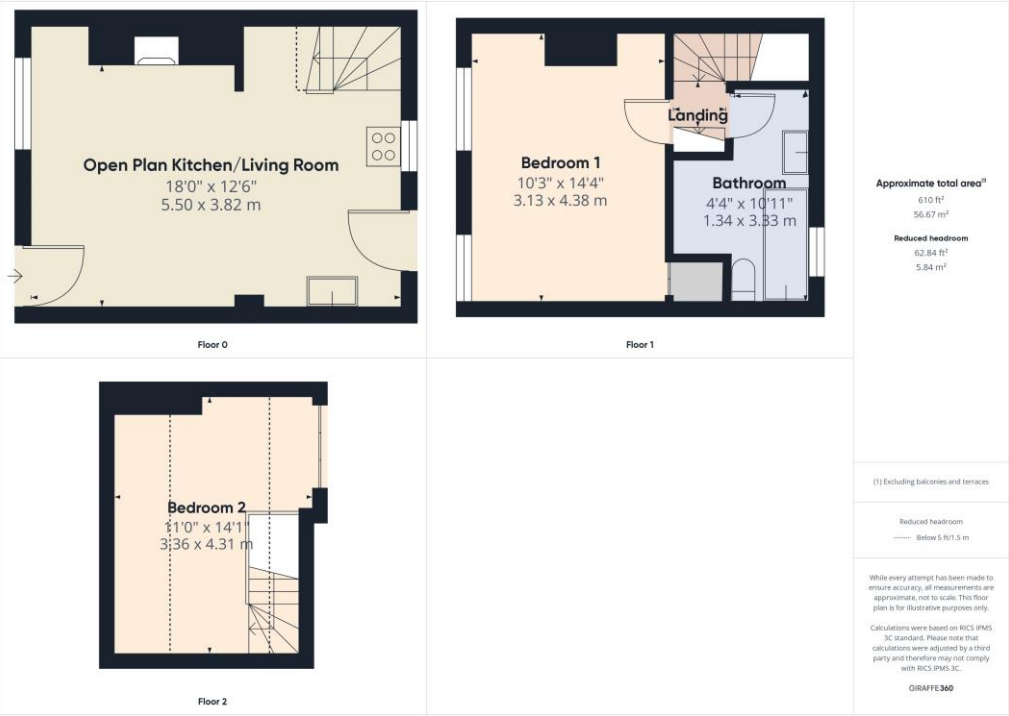 Open Plan Kitchen/Living Room
18'0" x 12'6"
5.50 x 3.82 m
Floor 0
Landing
Bedroom 1
10'3" x 14'4"
3.13 x 4.38 m
Bathroom
4'4" x 10'11"
1.34 x 3.33 m
Floor 1
Bedroom 2
11'0" x 14'1"
3.36 x 4.31 m
Floor 2
Approximate total area(1)
610 ft²
56.67 m²
Reduced headroom
62.84 ft²
5.84 m²
(1) Excluding balconies and terraces
Reduced headroom
Below 5 ft/1.5 m
While every attempt has been made to
ensure accuracy, all measurements are
approximate, not to scale. This floor
plan is for illustrative purposes only.
Calculations were based on RICS IPMS
3C standard. Please note that
calculations were adjusted by a third
party and therefore may not comply
with RICS IPMS 3C.
GIRAFFE360